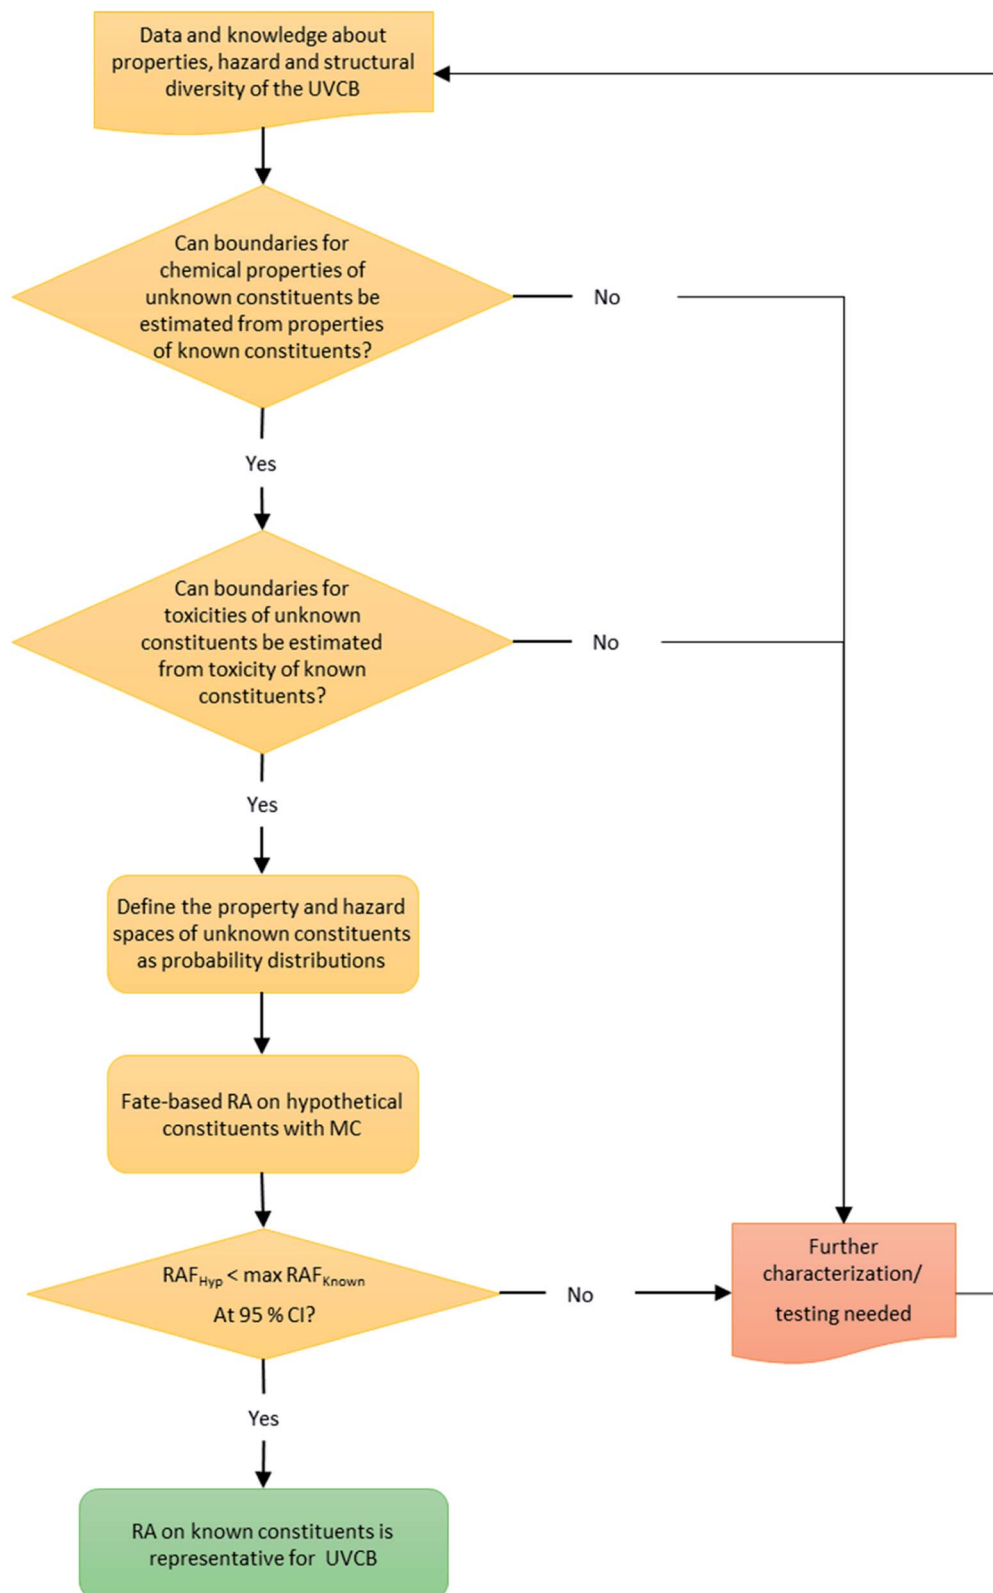 Data and knowledge about
properties, hazard and structural
diversity of the UVCB
Can boundaries for
chemical properties of
unknown constituents be
estimated from properties
of known constituents?
No
Yes
Can boundaries for
toxicities of unknown
constituents be estimated
from toxicity of known
constituents?
No
Yes
Define the property and hazard
spaces of unknown constituents
as probability distributions
Fate-based RA on hypothetical
constituents with MC
RAF_Hyp < max RAF_Known
At 95 % CI?
No
Further
characterization/
testing needed
Yes
RA on known constituents is
representative for UVCB